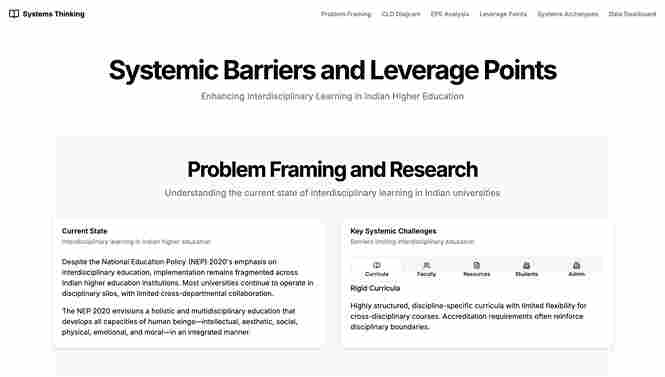 Systems Thinking
Problem Framing
CLD Diagram
EPS Analysis
Leverage Points
Systems Archetypes
Data Dashboard
Systemic Barriers and Leverage Points
Enhancing Interdisciplinary Learning in Indian Higher Education
Problem Framing and Research
Understanding the current state of interdisciplinary learning in Indian universities
Current State
Interdisciplinary learning in Indian higher education
Despite the National Education Policy (NEP) 2020's emphasis on
interdisciplinary education, implementation remains fragmented across
Indian higher education institutions. Most universities continue to operate in
disciplinary silos, with limited cross-departmental collaboration.
The NEP 2020 envisions a holistic and multidisciplinary education that
develops all capacities of human beings—intellectual, aesthetic, social,
physical, emotional, and moral—in an integrated manner.
Key Systemic Challenges
Barriers limiting interdisciplinary education
Curricula
Faculty
Resources
Students
Admin
Rigid Curricula
Highly structured, discipline-specific curricula with limited flexibility for
cross-disciplinary courses. Accreditation requirements often reinforce
disciplinary boundaries.